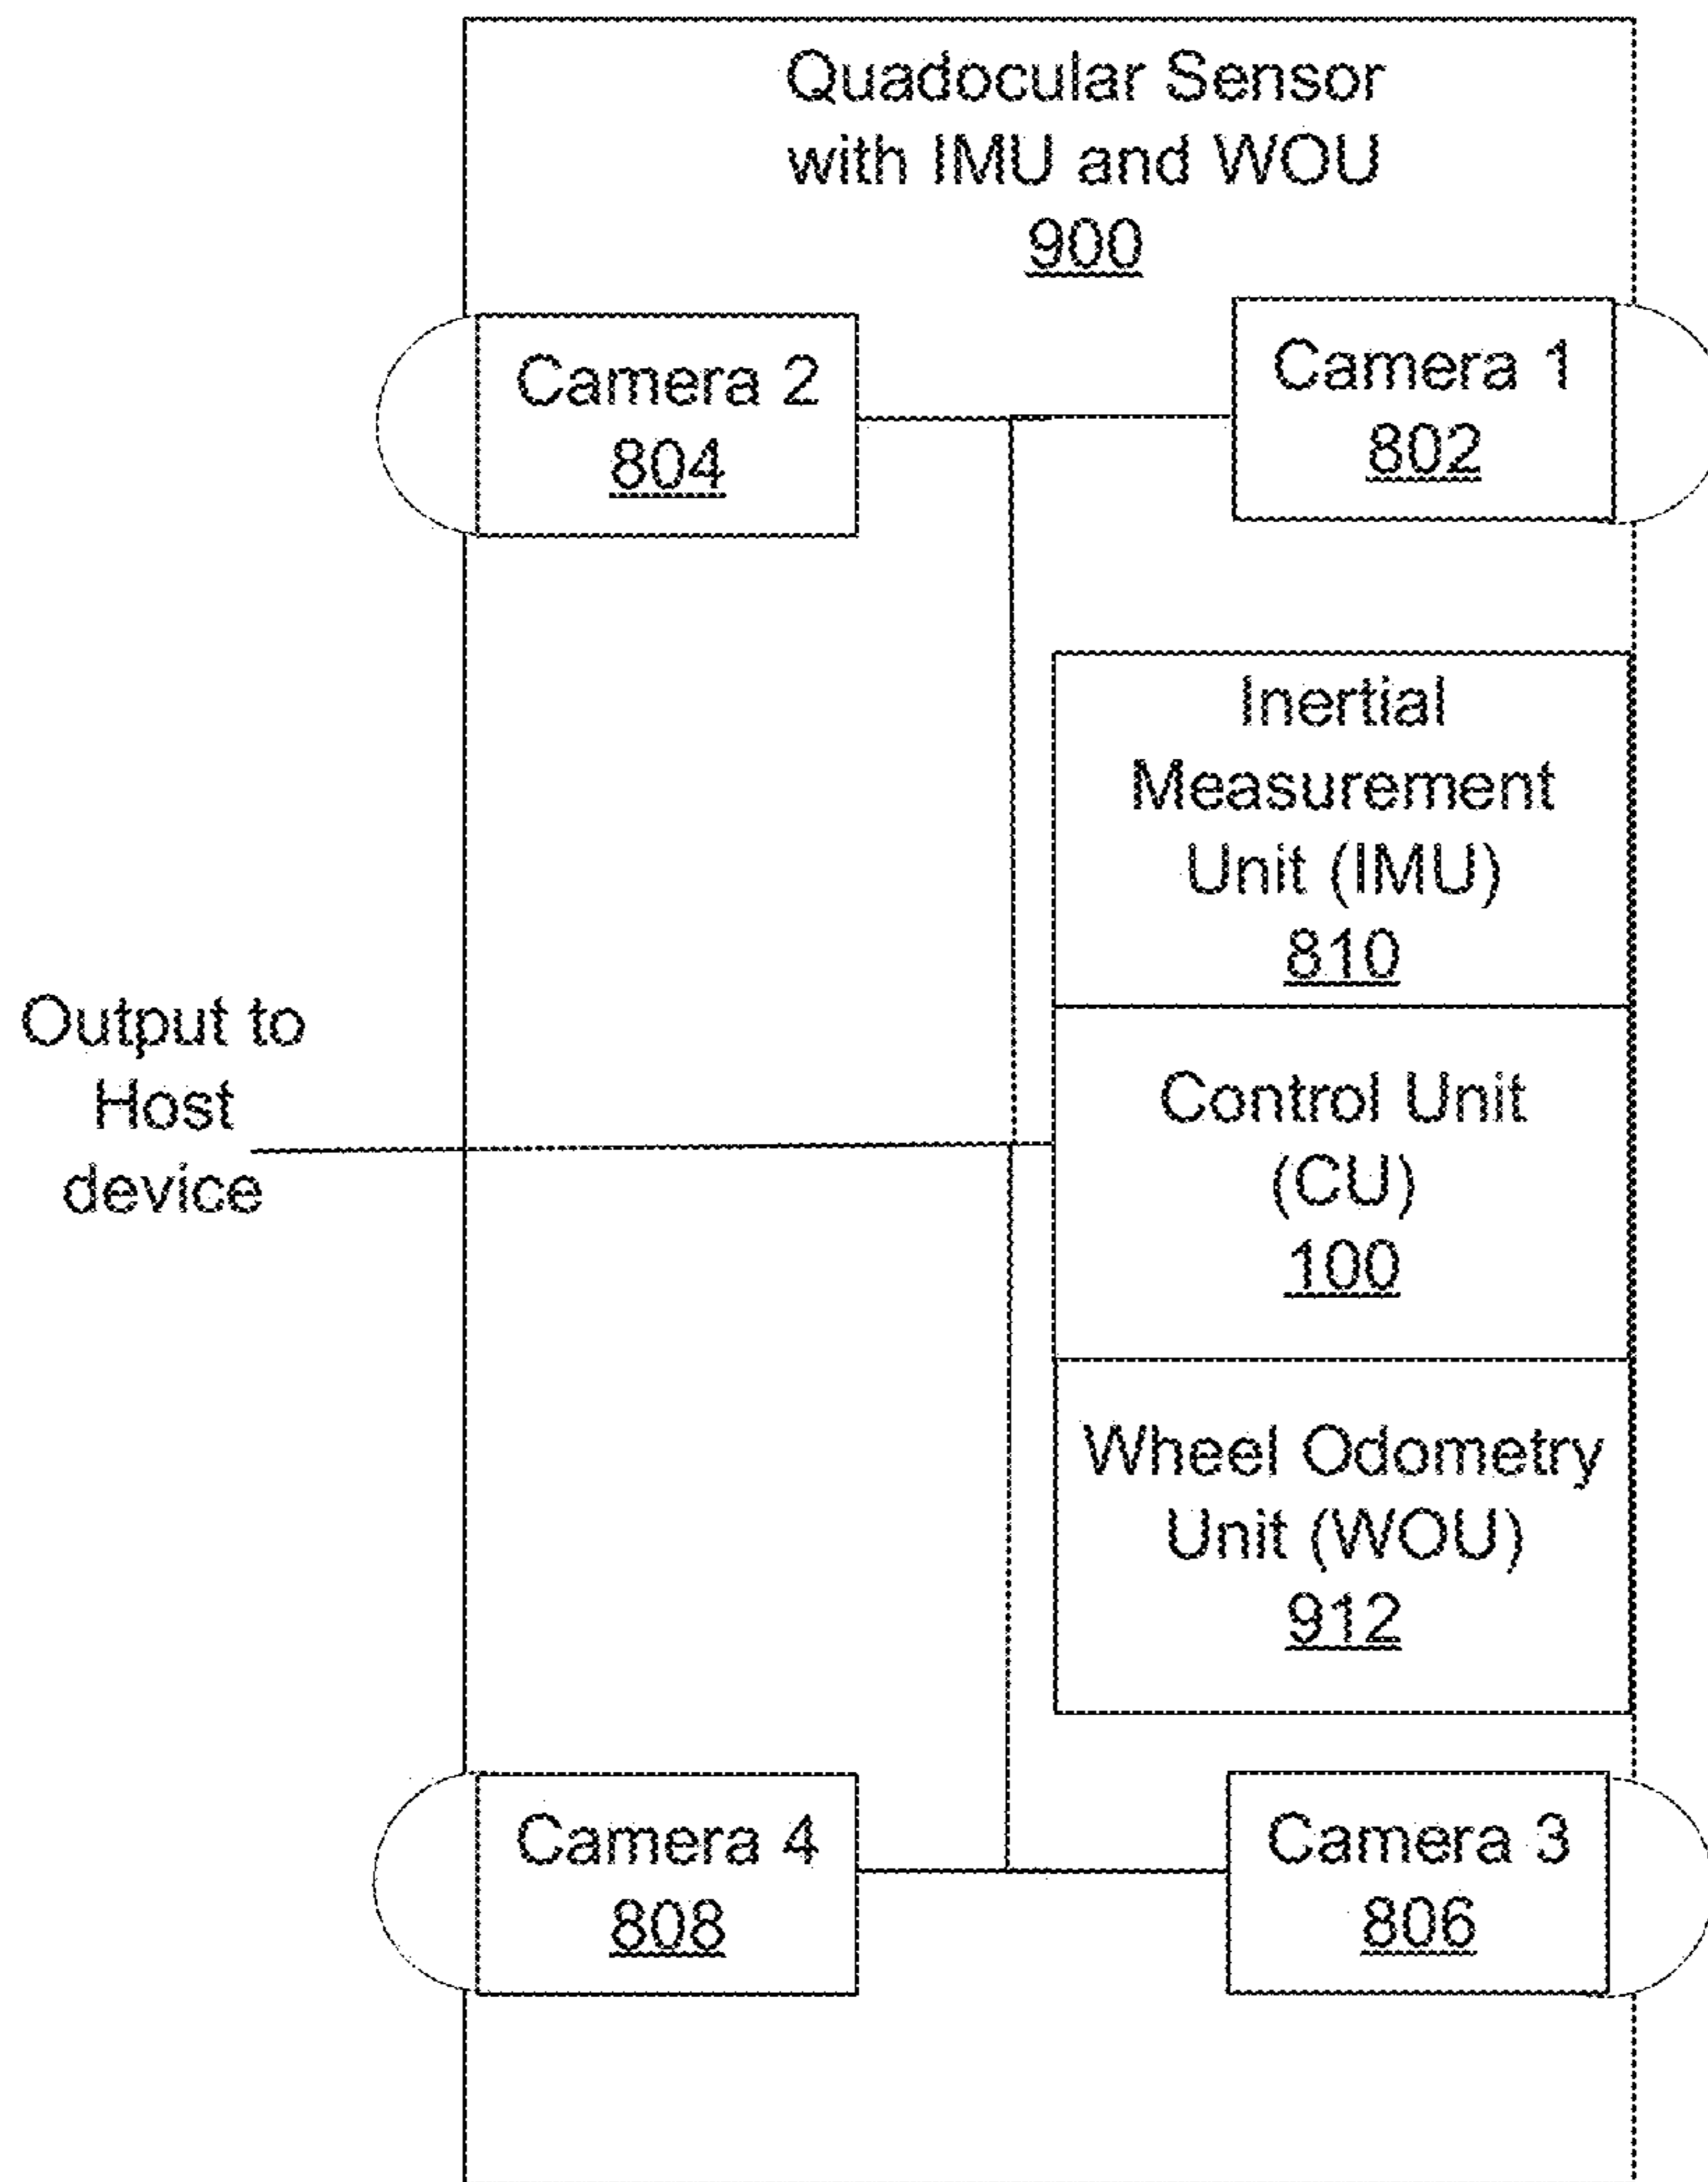 Quadocular Sensor
with IMU and WOU
900
Camera 2
804
Camera 1
802
Inertial
Measurement
Unit (IMU)
810
Output to
Host
device
Control Unit
(CU)
100
Wheel Odometry
Unit (WOU)
912
Camera 4
808
Camera 3
806